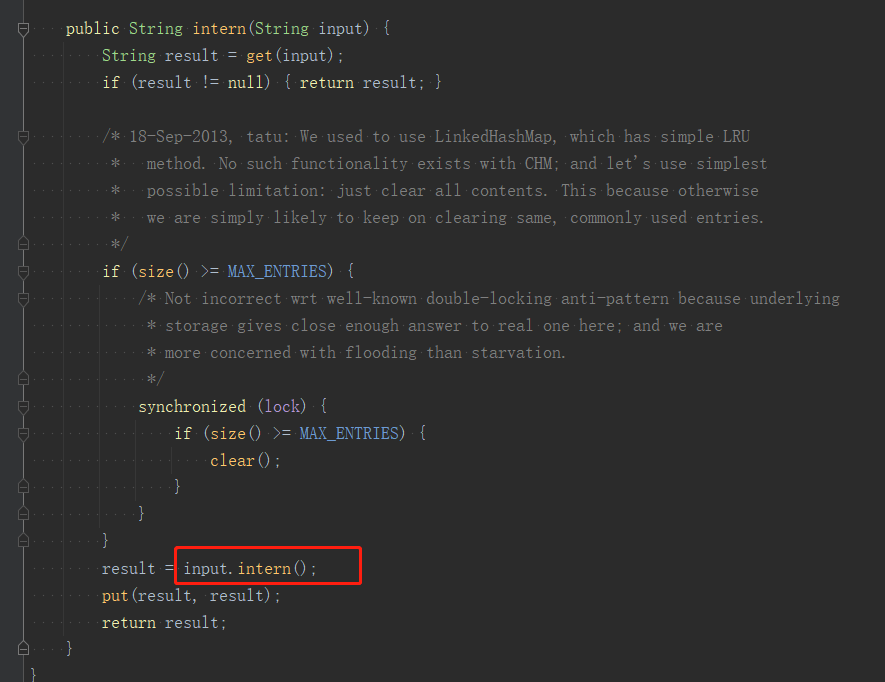 public String intern(String input) {
String result = get(input);
if (result != null) { return result; }
/* 18-Sep-2013, tatu: We used to use LinkedHashMap, which has simple LRU
* method. No such functionality exists with CHM; and let's use simplest
* possible limitation: just clear all contents. This because otherwise
* we are simply likely to keep on clearing same, commonly used entries.
*/
if (size() >= MAX_ENTRIES) {
/* Not incorrect wrt well-known double-locking anti-pattern because underlying
* storage gives close enough answer to real one here; and we are
* more concerned with flooding than starvation.
*/
synchronized (lock) {
if (size() >= MAX_ENTRIES) {
clear();
}
}
}
result = input.intern();
put(result, result);
return result;
}
}